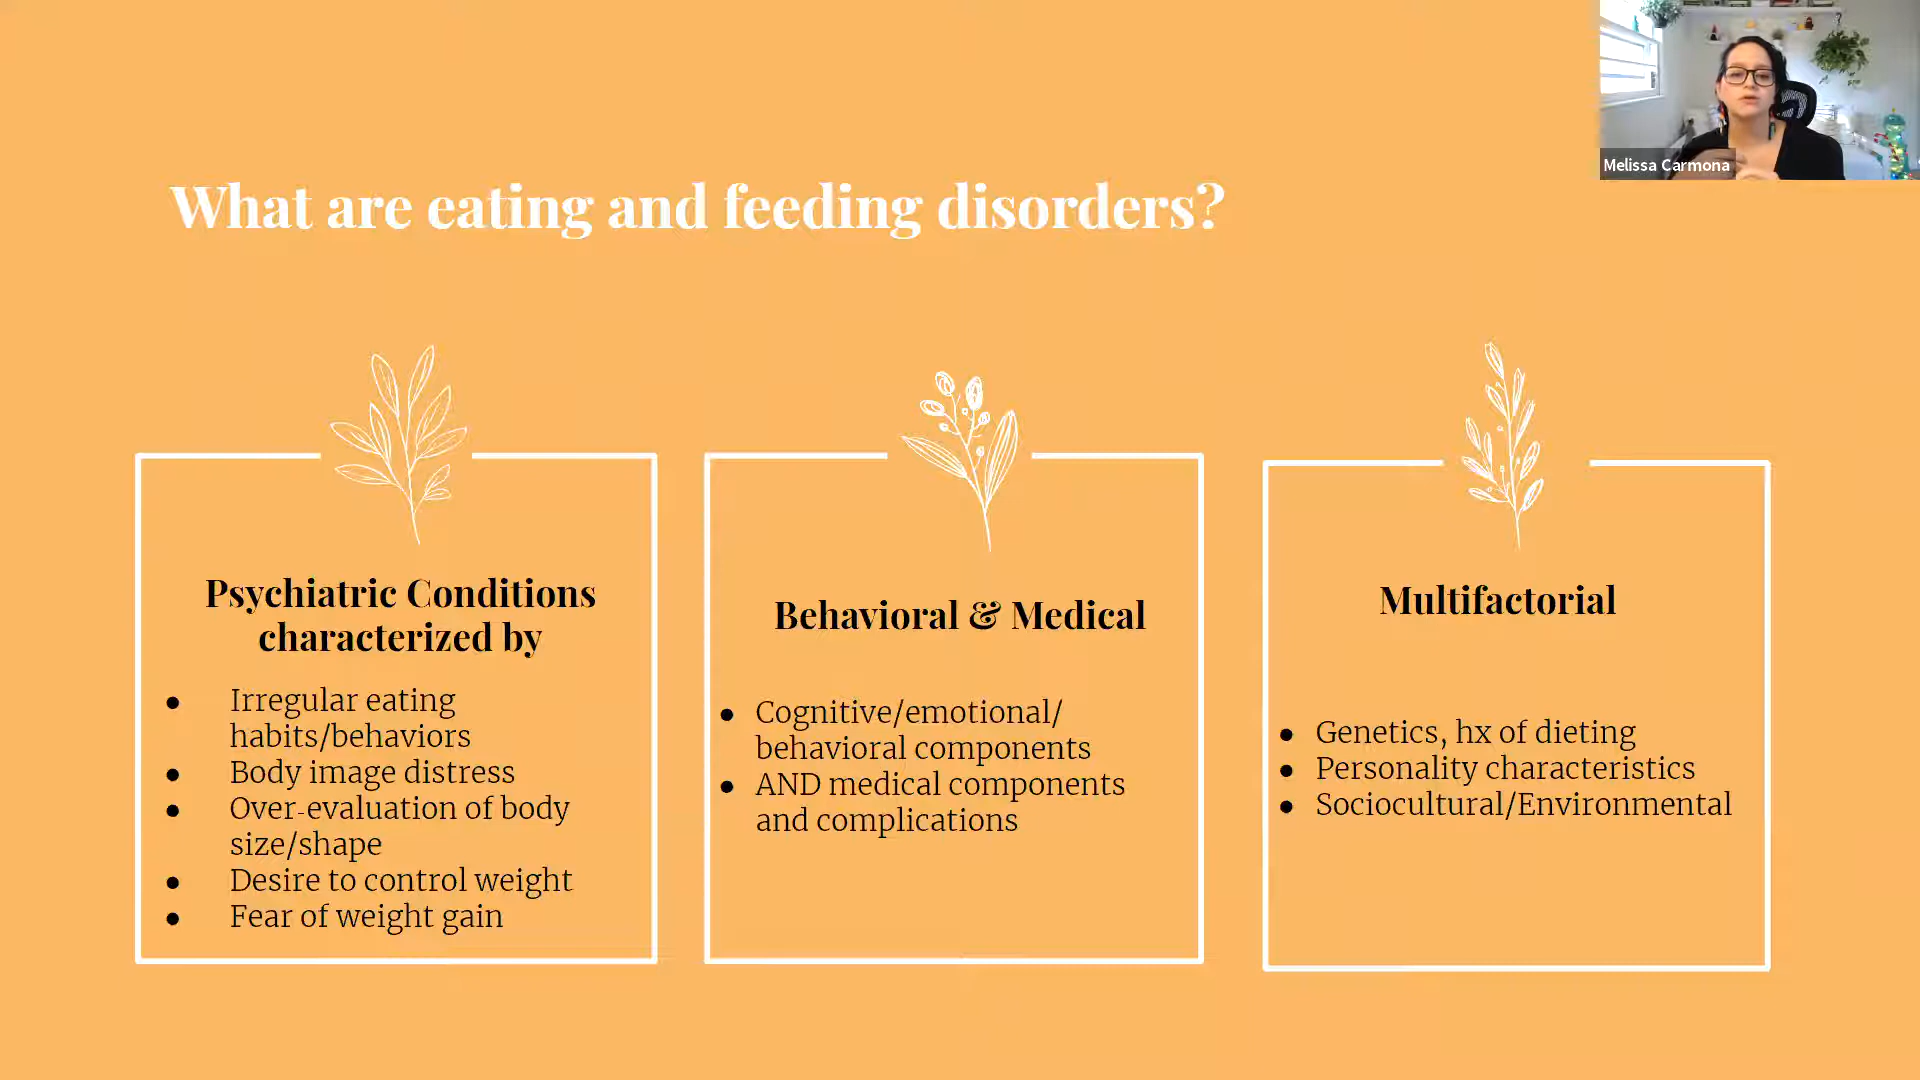 Melissa Carmona
What are eating and feeding disorders?
Psychiatric Conditions
characterized by
● Irregular eating
habits/behaviors
● Body image distress
● Over-evaluation of body
size/shape
● Desire to control weight
● Fear of weight gain
Behavioral & Medical
● Cognitive/emotional/
behavioral components
● AND medical components
and complications
Multifactorial
● Genetics, hx of dieting
● Personality characteristics
● Sociocultural/Environmental